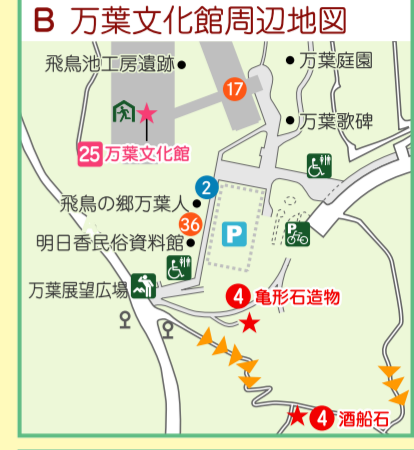 B 万葉文化館周辺地図
飛鳥池工房遺跡
万葉庭園
17
万葉歌碑
25 万葉文化館
2
飛鳥の郷万葉人
36
P
P
明日香民俗資料館
万葉展望広場
4 亀形石造物
4 酒船石